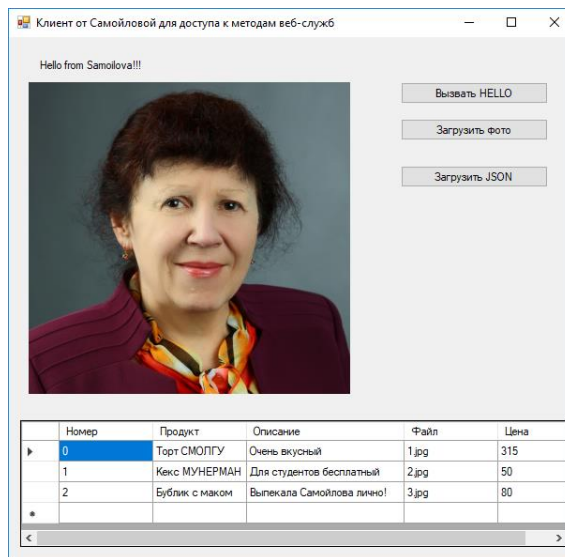 Клиент от Самойловой для доступа к методам веб-служб
Hello from Samoilova!!!
Вызвать HELLO
Загрузить фото
Загрузить JSON
Номер Продукт Описание Файл Цена
0 Торт СМОЛГУ Очень вкусный 1.jpg 315
1 Кекс МУНЕРМАН Для студентов бесплатный 2.jpg 50
2 Бублик с маком Выпекала Самойлова лично! 3.jpg 80